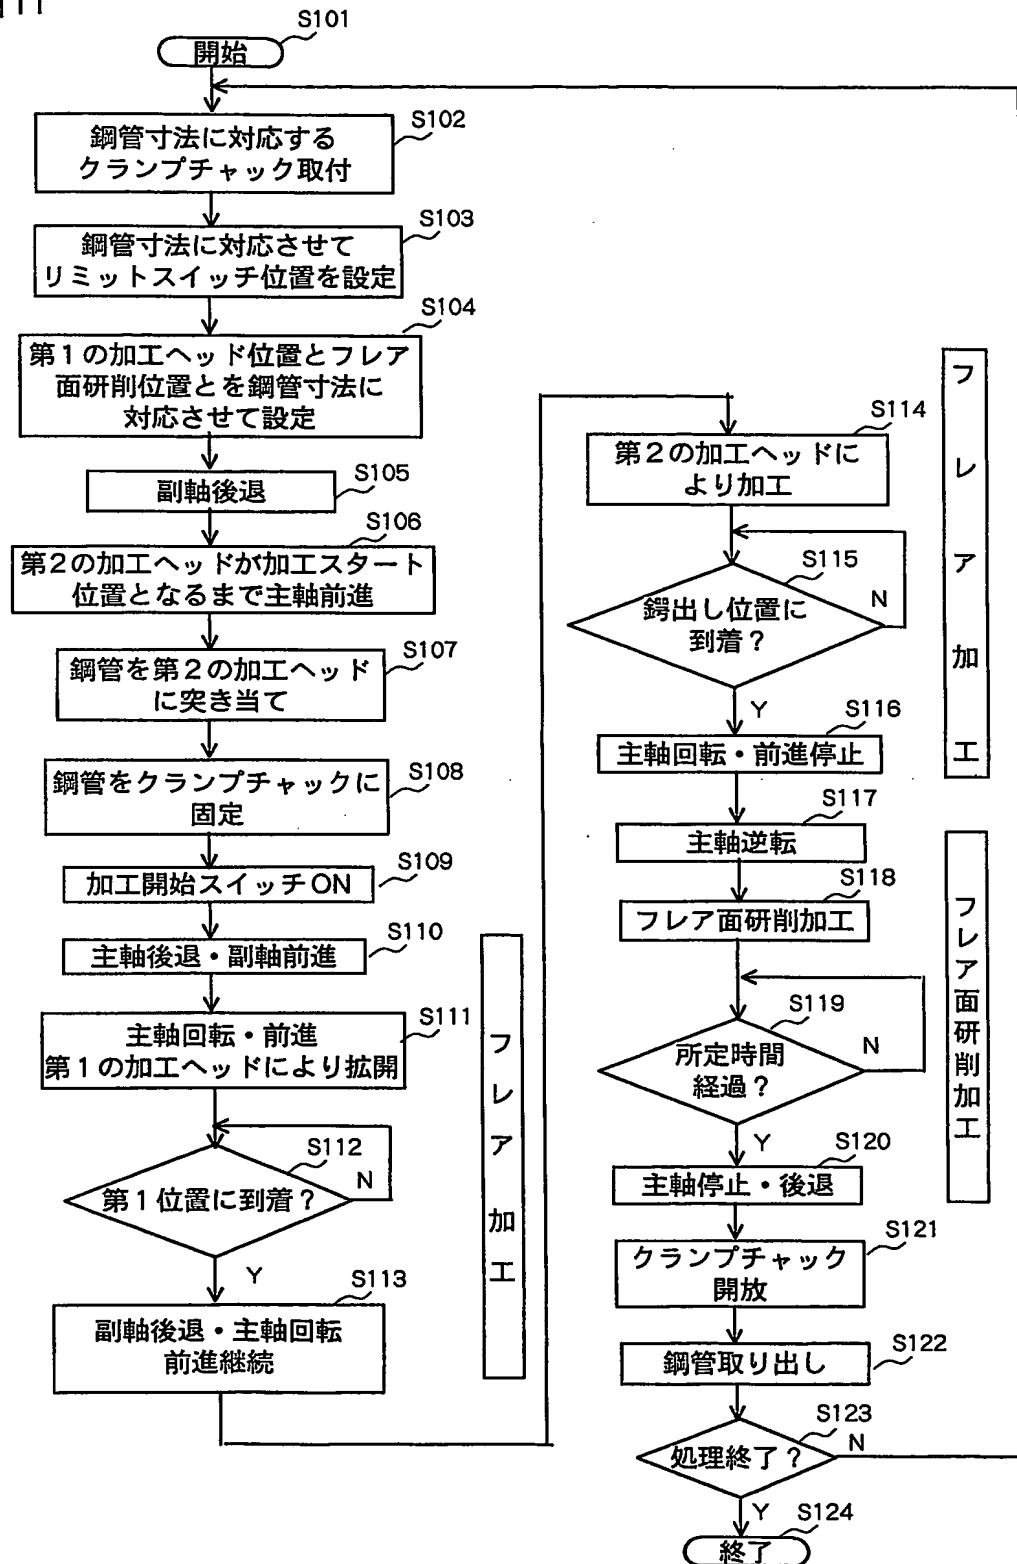 S101
開始
S102
鋼管寸法に対応する
クランプチャック取付
S103
鋼管寸法に対応させて
リミットスイッチ位置を設定
S104
第1の加工ヘッド位置とフレア
面研削位置とを鋼管寸法に
対応させて設定
S105
副軸後退
S106
第2の加工ヘッドが加工スタート
位置となるまで主軸前進
S107
鋼管を第2の加工ヘッド
に突き当て
S108
鋼管をクランプチャックに
固定
S109
加工開始スイッチON
S110
主軸後退・副軸前進
S111
主軸回転・前進
第1の加工ヘッドにより拡開
S112
第1位置に到着?
N
Y
S113
副軸後退・主軸回転
前進継続
フレア加工
S114
第2の加工ヘッドに
より加工
S115
鍔出し位置に
到着?
N
Y
S116
主軸回転・前進停止
フレア加工
S117
主軸逆転
S118
フレア面研削加工
S119
所定時間
経過?
N
Y
S120
主軸停止・後退
フレア面研削加工
S121
クランプチャック
開放
S122
鋼管取り出し
S123
処理終了?
N
Y
S124
終了